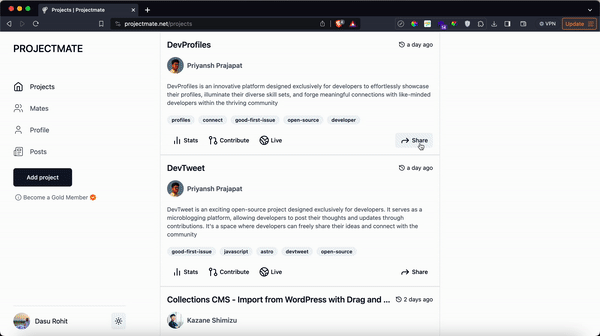 Projects | Projectmate
projectmate.net/projects
VPN
Update
PROJECTMATE
Projects
Mates
Profile
Posts
Add project
Become a Gold Member
Dasu Rohit
DevProfiles
a day ago
Priyansh Prajapat
DevProfiles is an innovative platform designed exclusively for developers to effortlessly showcase
their profiles, illuminate their diverse skill sets, and forge meaningful connections with like-minded
developers within the thriving community
profiles connect good-first-issue open-source developer
Stats Contribute Live Share
DevTweet
a day ago
Priyansh Prajapat
DevTweet is an exciting open-source project designed exclusively for developers. It serves as a
microblogging platform, allowing developers to post their thoughts and updates through
contributions. It's a space where developers can freely share their ideas and connect with the
community
good-first-issue javascript astro devtweet open-source
Stats Contribute Live Share
Collections CMS - Import from WordPress with Drag and ...
2 days ago
Kazane Shimizu